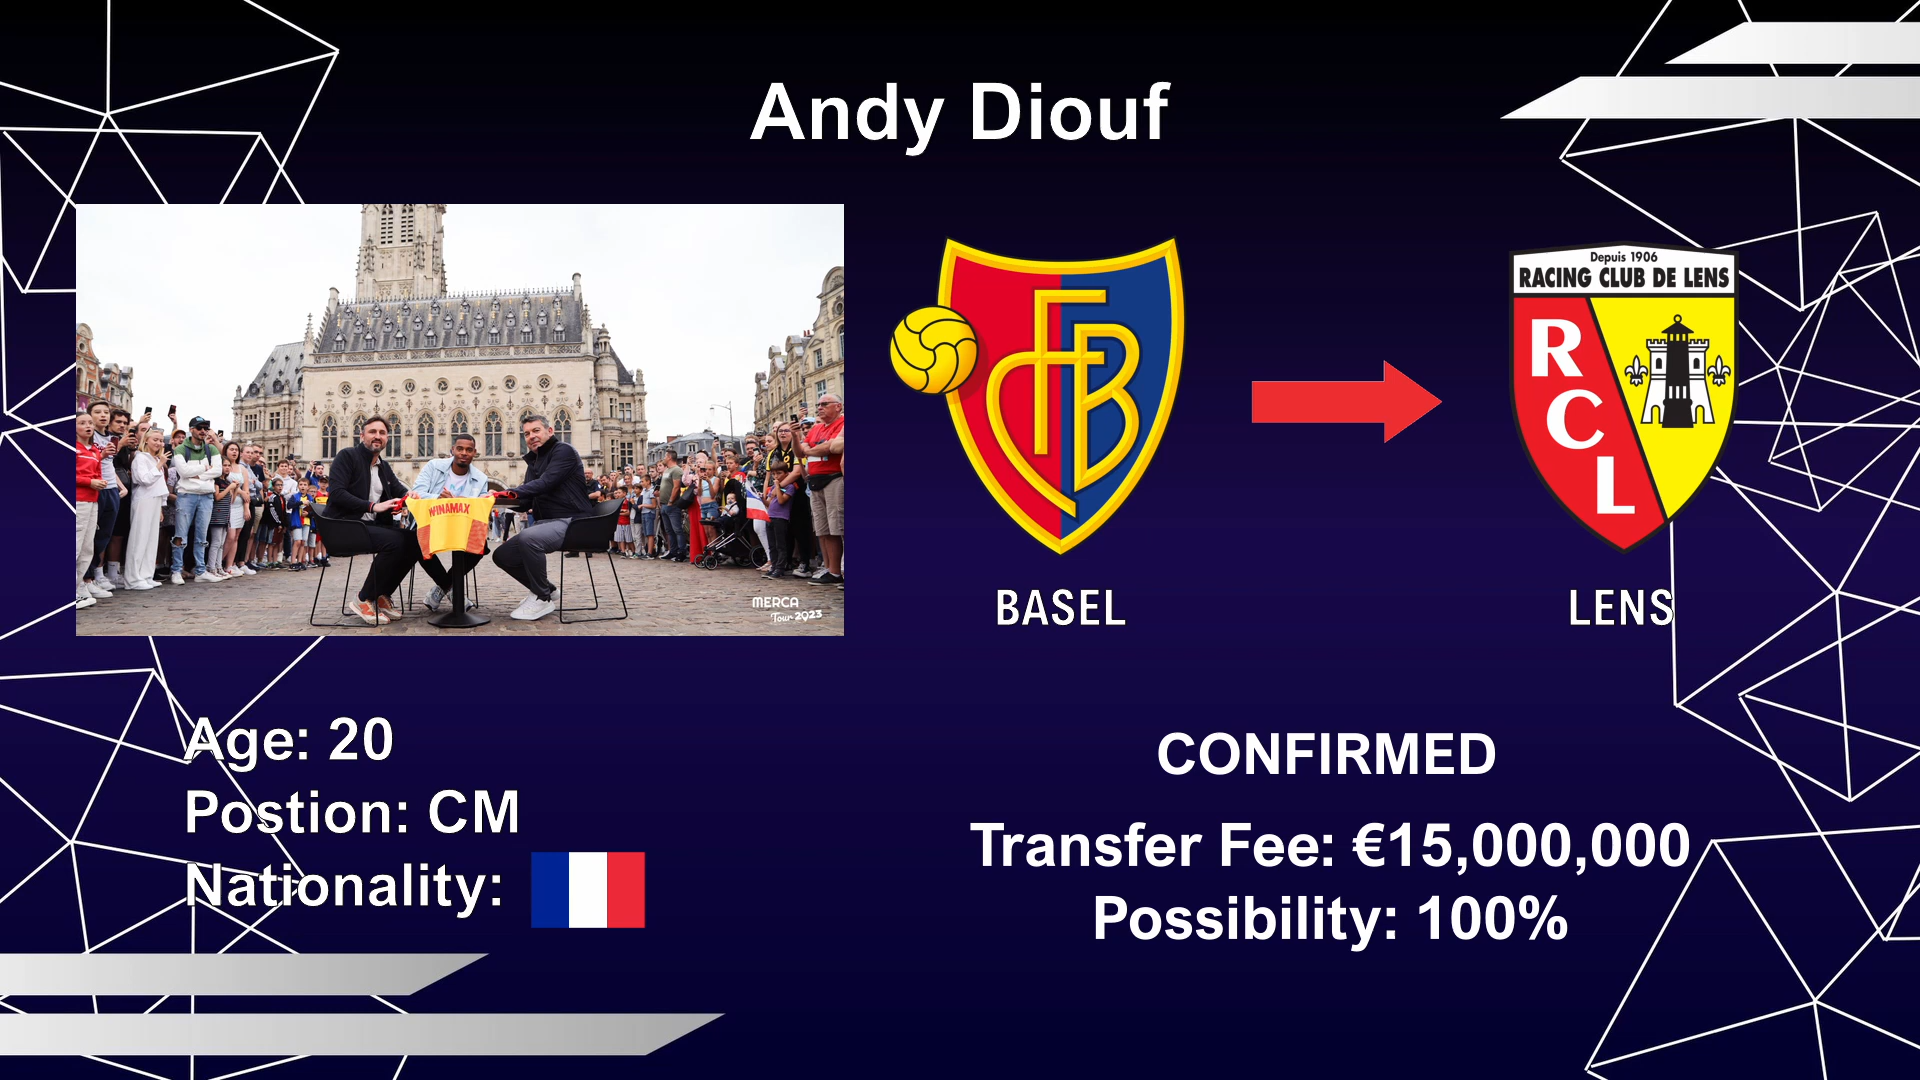 Andy Diouf
WINAMAX
MERCA
Tour 2023
Depuis 1906
RACING CLUB DE LENS
R
C
L
FCB
BASEL
LENS
Age: 20
Postion: CM
Nationality:
CONFIRMED
Transfer Fee: €15,000,000
Possibility: 100%